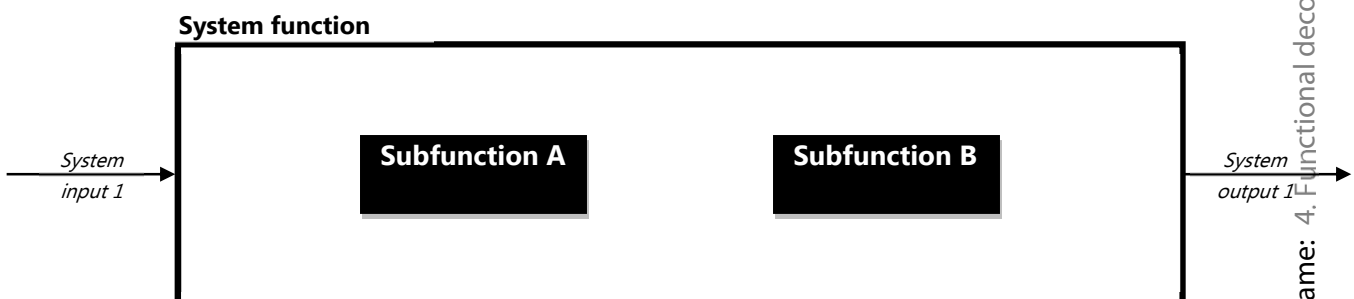 System function
System
input 1
Subfunction A
Subfunction B
System
output 1
ame: 4. Functional deco